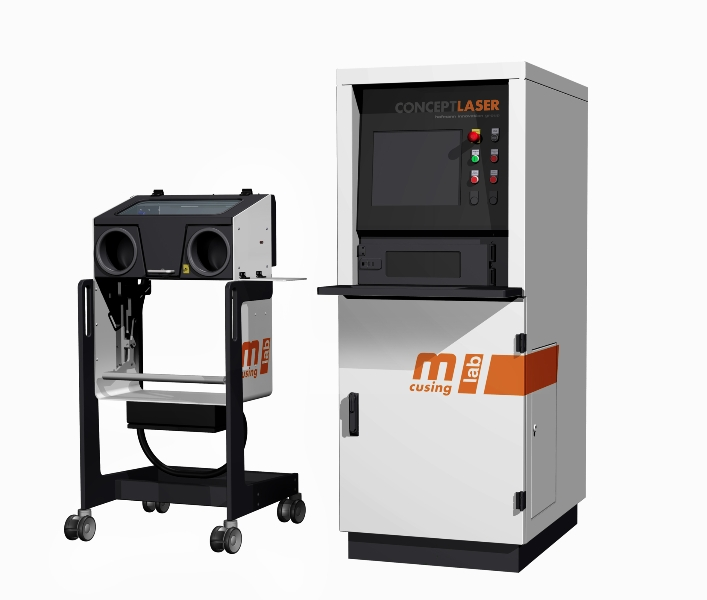 CONCEPTLASER
m
cusing
lab
m
cusing
lab